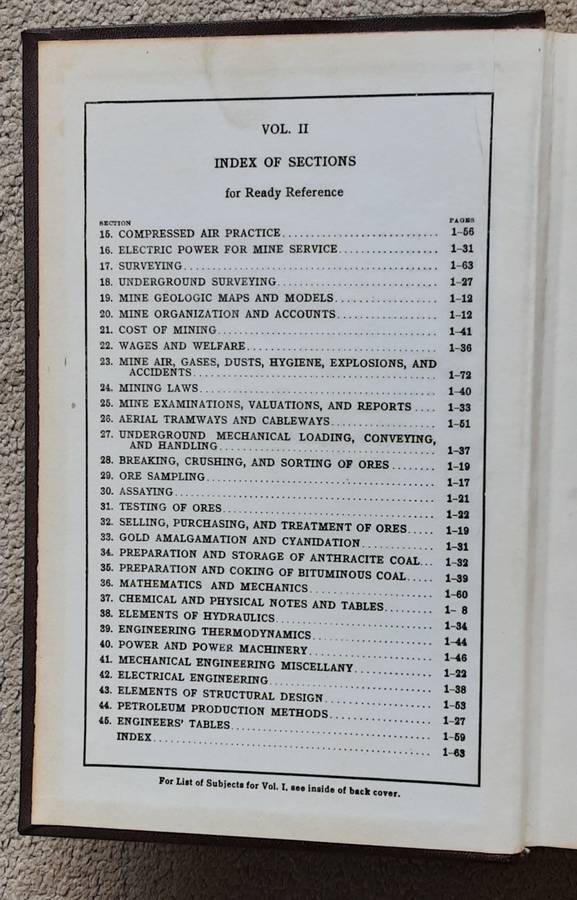 VOL. II
INDEX OF SECTIONS
for Ready Reference
SECTION PAGES
15. COMPRESSED AIR PRACTICE 1-56
16. ELECTRIC POWER FOR MINE SERVICE 1-31
17. SURVEYING 1-63
18. UNDERGROUND SURVEYING 1-27
19. MINE GEOLOGIC MAPS AND MODELS 1-12
20. MINE ORGANIZATION AND ACCOUNTS 1-12
21. COST OF MINING 1-41
22. WAGES AND WELFARE 1-36
23. MINE AIR, GASES, DUSTS, HYGIENE, EXPLOSIONS, AND
ACCIDENTS 1-72
24. MINING LAWS 1-40
25. MINE EXAMINATIONS, VALUATIONS, AND REPORTS 1-33
26. AERIAL TRAMWAYS AND CABLEWAYS 1-51
27. UNDERGROUND MECHANICAL LOADING, CONVEYING,
AND HANDLING 1-37
28. BREAKING, CRUSHING, AND SORTING OF ORES 1-19
29. ORE SAMPLING 1-17
30. ASSAYING 1-21
31. TESTING OF ORES 1-22
32. SELLING, PURCHASING, AND TREATMENT OF ORES 1-19
33. GOLD AMALGAMATION AND CYANIDATION 1-31
34. PREPARATION AND STORAGE OF ANTHRACITE COAL 1-32
35. PREPARATION AND COKING OF BITUMINOUS COAL 1-39
36. MATHEMATICS AND MECHANICS 1-60
37. CHEMICAL AND PHYSICAL NOTES AND TABLES 1- 8
38. ELEMENTS OF HYDRAULICS 1-34
39. ENGINEERING THERMODYNAMICS 1-44
40. POWER AND POWER MACHINERY 1-46
41. MECHANICAL ENGINEERING MISCELLANY 1-22
42. ELECTRICAL ENGINEERING 1-38
43. ELEMENTS OF STRUCTURAL DESIGN 1-53
44. PETROLEUM PRODUCTION METHODS 1-27
45. ENGINEERS' TABLES 1-59
INDEX 1-63
For List of Subjects for Vol. I, see inside of back cover.